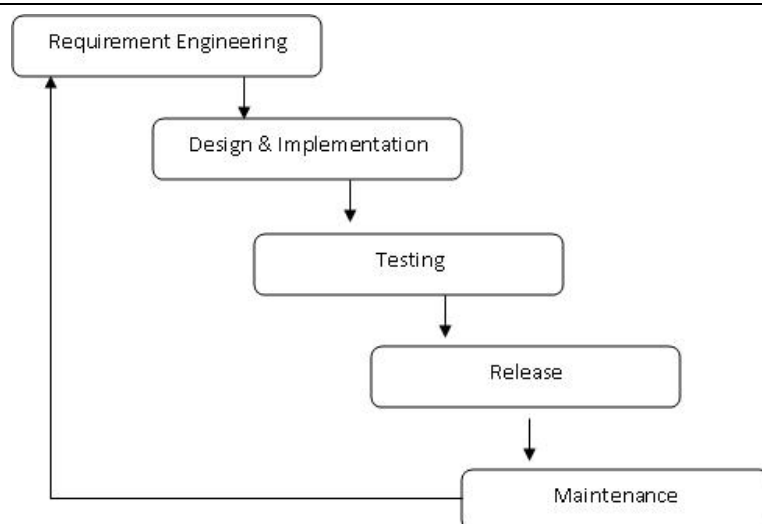 Requirement Engineering
Design & Implementation
Testing
Release
Maintenance